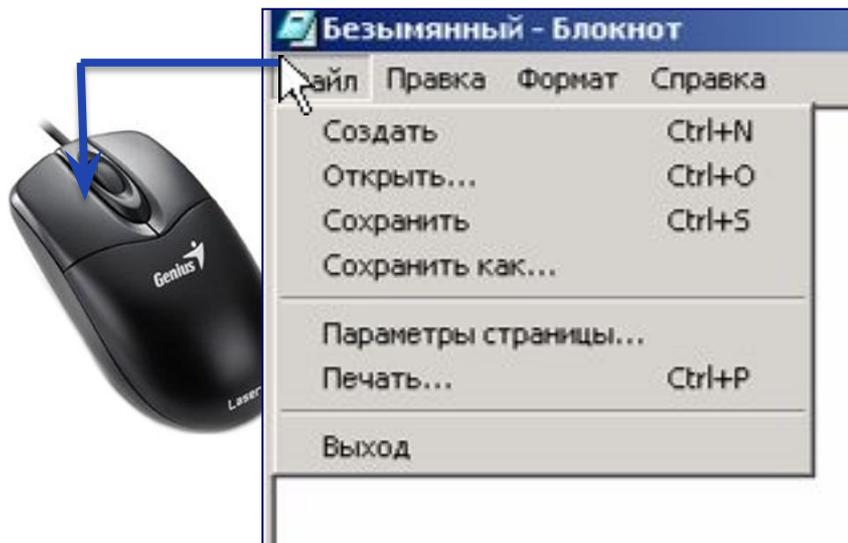 Безымянный - Блокнот
айл Правка Формат Справка
Создать Ctrl+N
Открыть... Ctrl+O
Сохранить Ctrl+S
Сохранить как...
Параметры страницы...
Печать... Ctrl+P
Выход
Genius
Laser